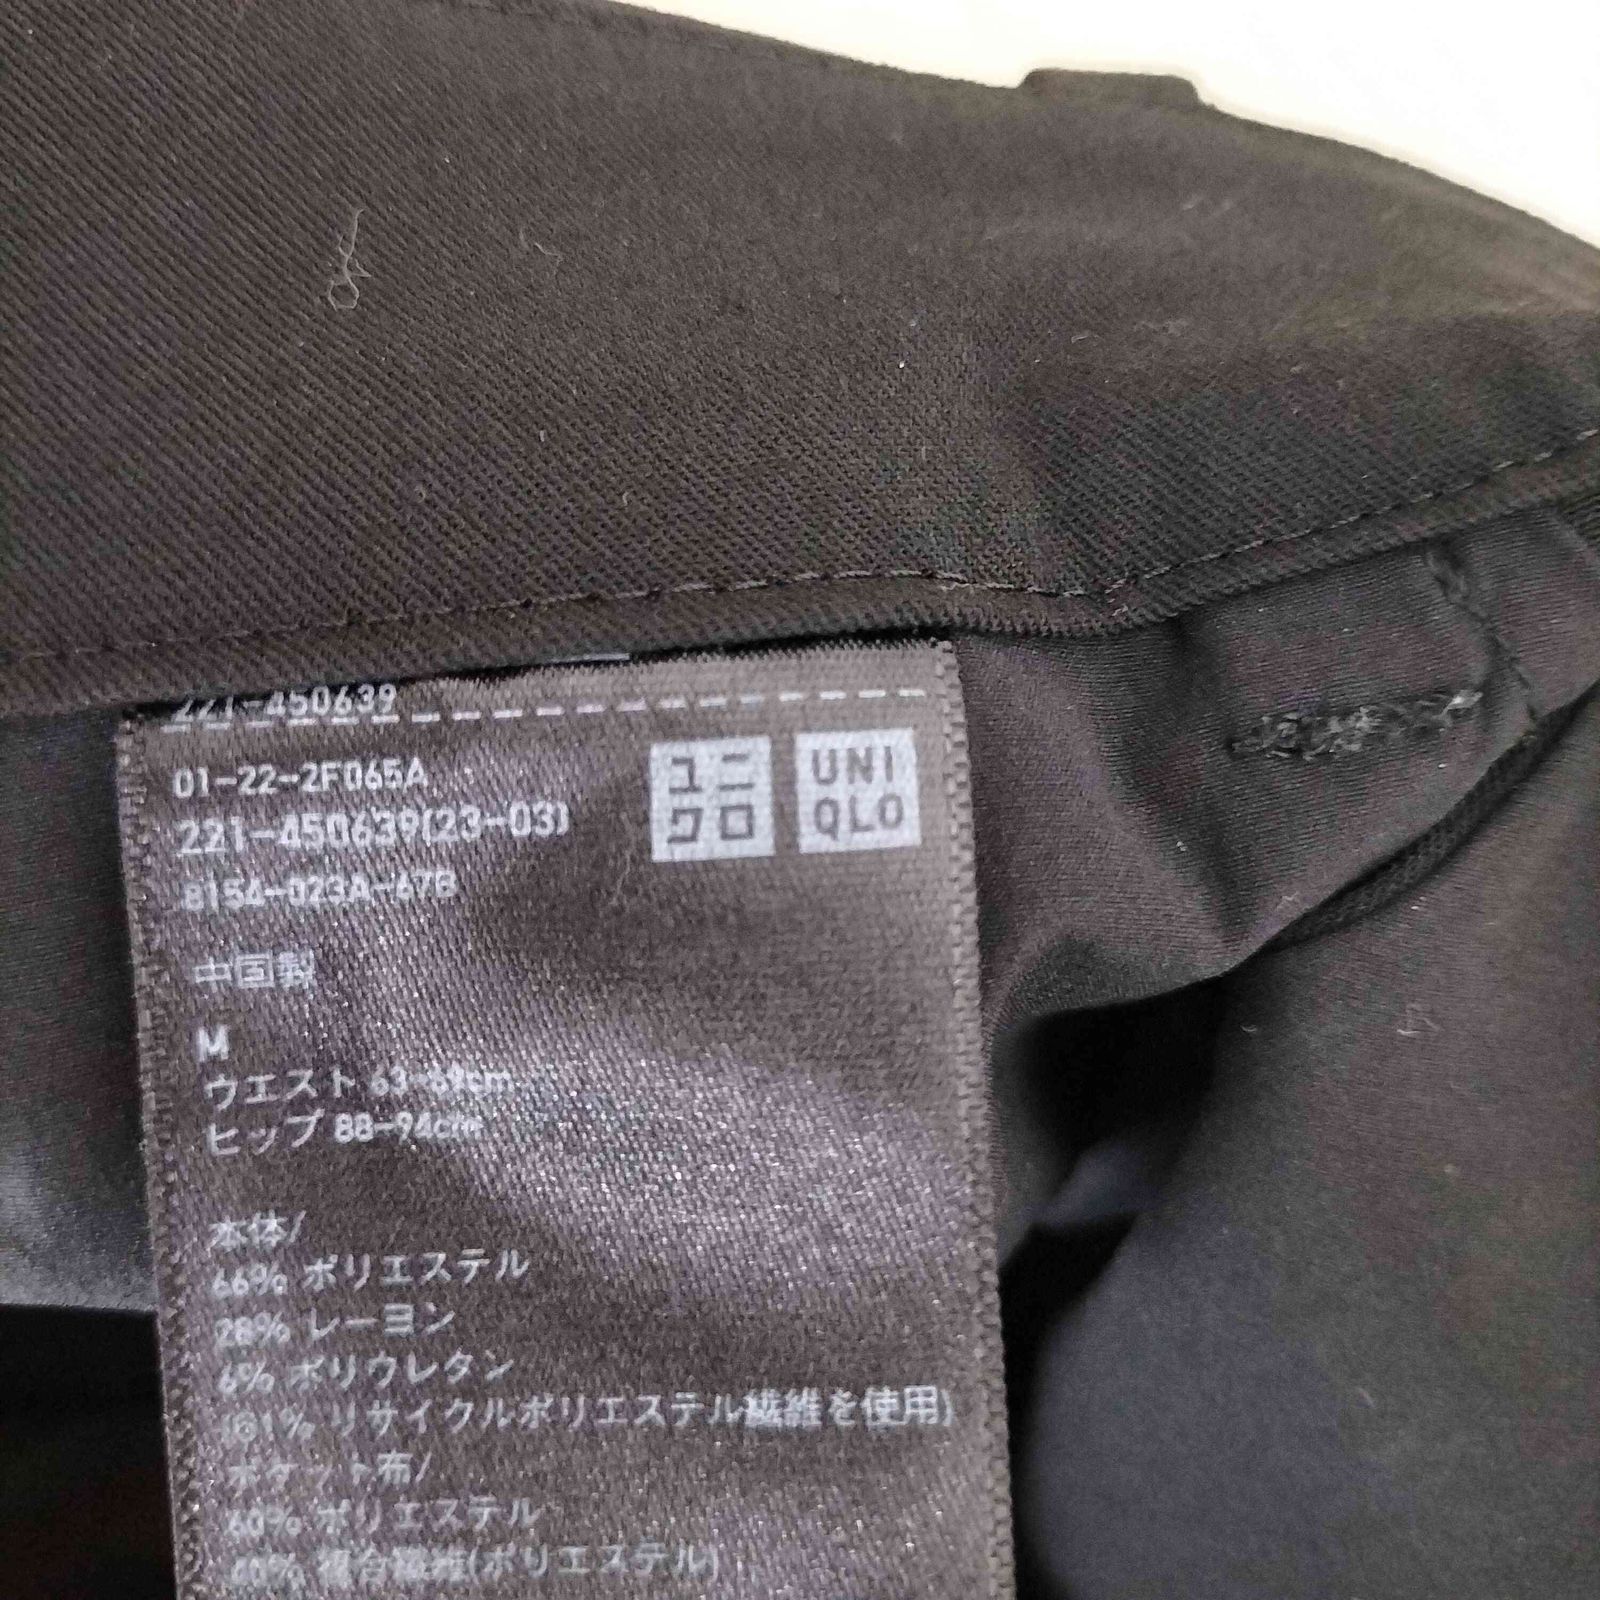 221-450639
01-22-2F065A
221-450639(23-03)
8154-023A-67B
ユニ
クロ
UNI
QLO
中国製
M
ウエスト 63-69cm
ヒップ 88-94cm
本体/
66% ポリエステル
28% レーヨン
6% ポリウレタン
リサイクルポリエステル繊維を使用)
ポケット布/
60% ポリエステル
40% 複合繊維(ポリエステル)